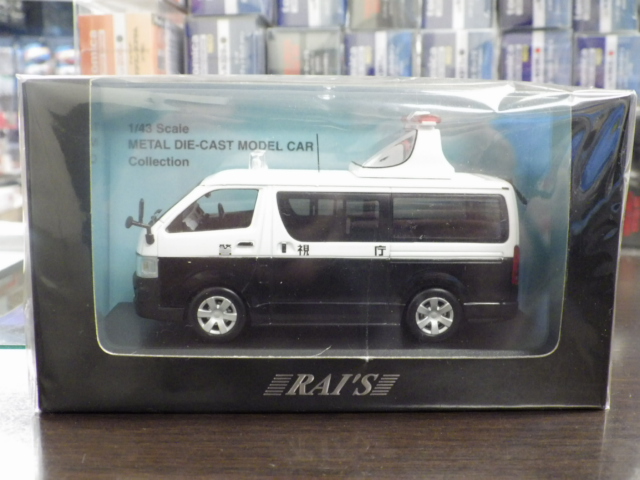 1/43 Scale
METAL DIE-CAST MODEL CAR
Collection
警視庁
RAI'S